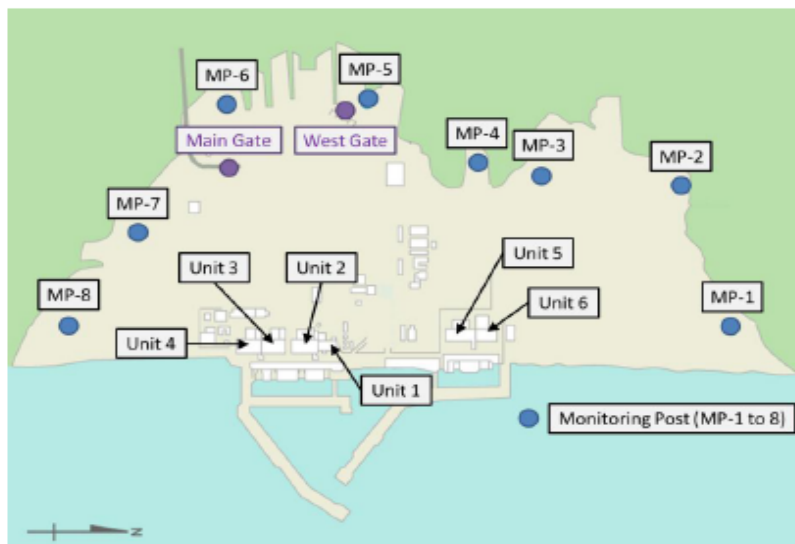 MP-6
MP-5
Main Gate
West Gate
MP-4
MP-3
MP-2
MP-7
Unit 3
Unit 2
Unit 5
MP-8
Unit 6
MP-1
Unit 4
Unit 1
Monitoring Post (MP-1 to 8)
N